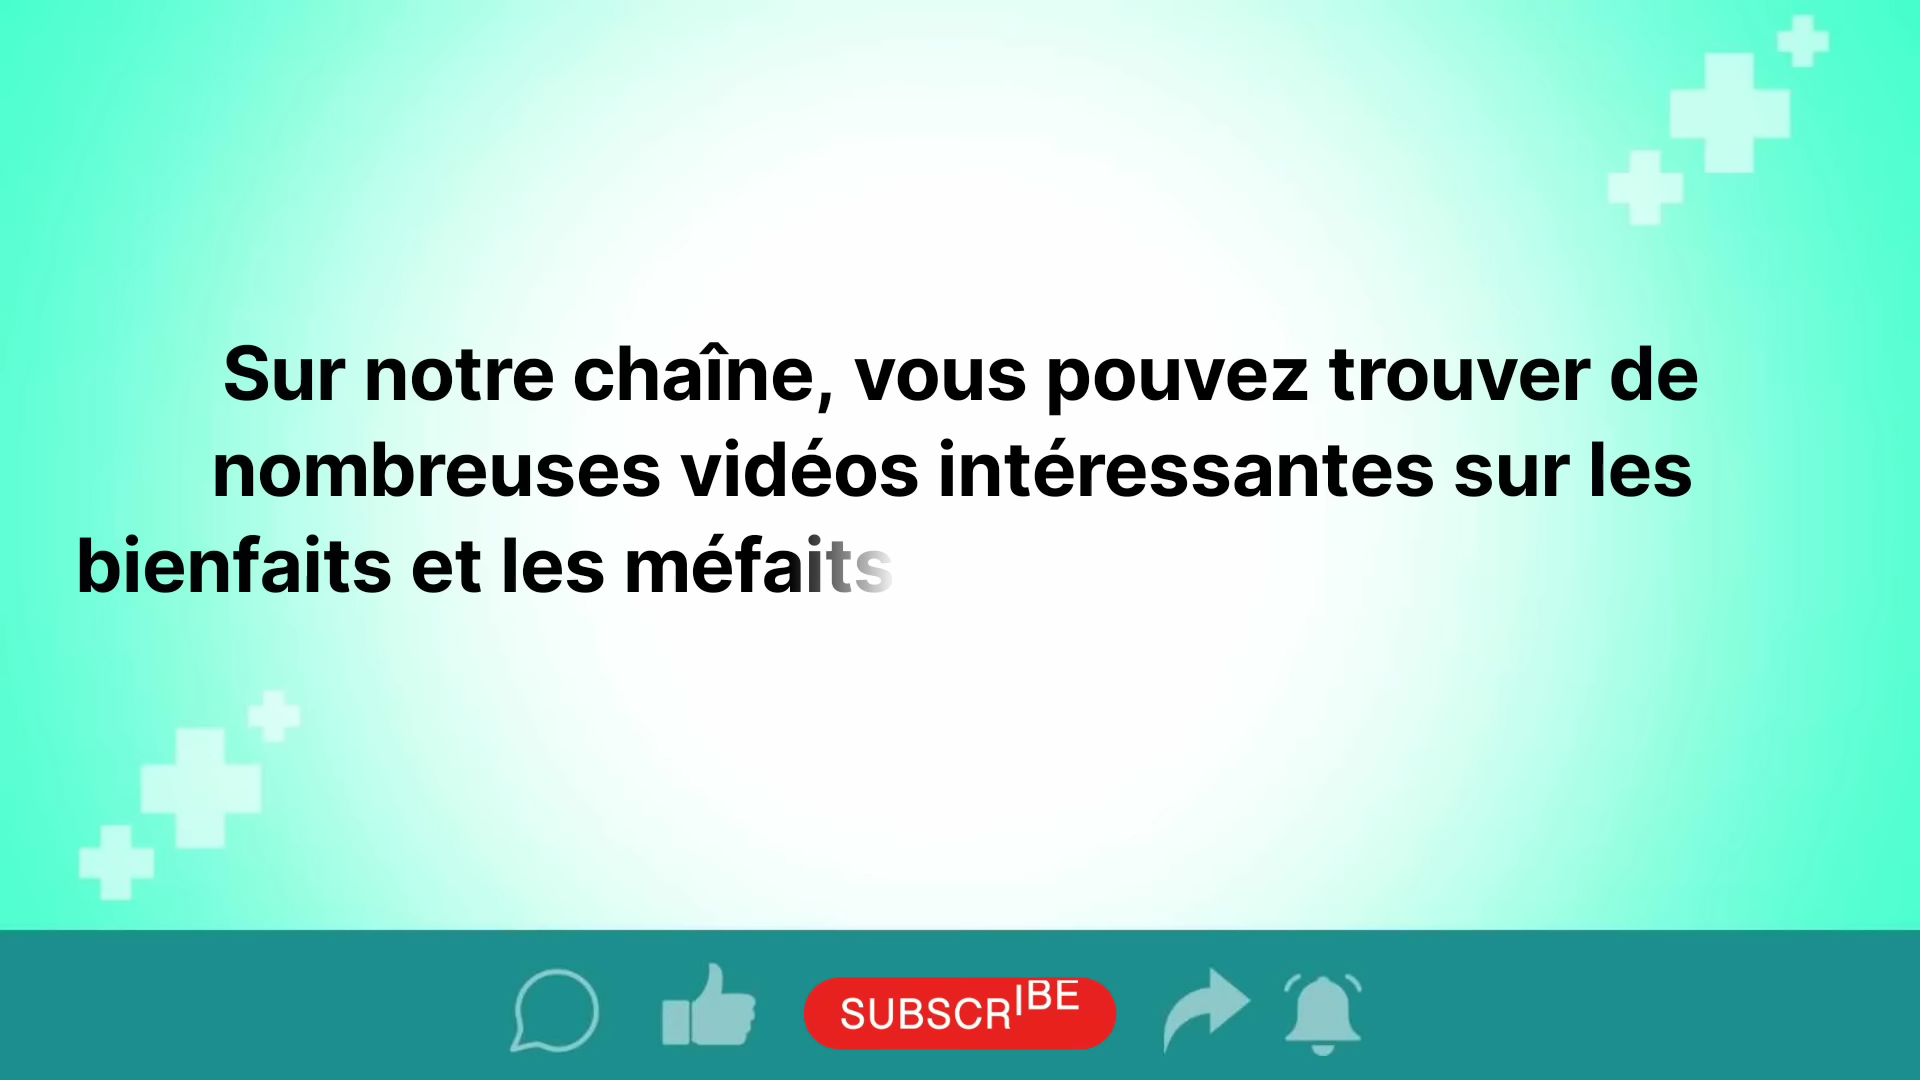 Sur notre chaîne, vous pouvez trouver de
nombreuses vidéos intéressantes sur les
bienfaits et les méfaits
SUBSCRIBE